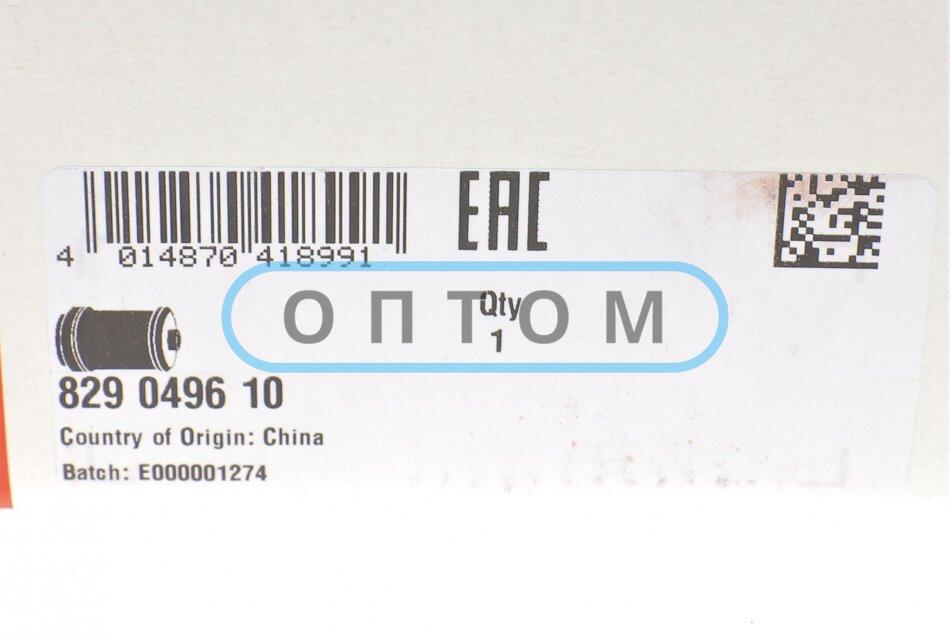 EAC
4 014870 418991
ОПТОМ
Qty
1
829 0496 10
Country of Origin: China
Batch: E000001274